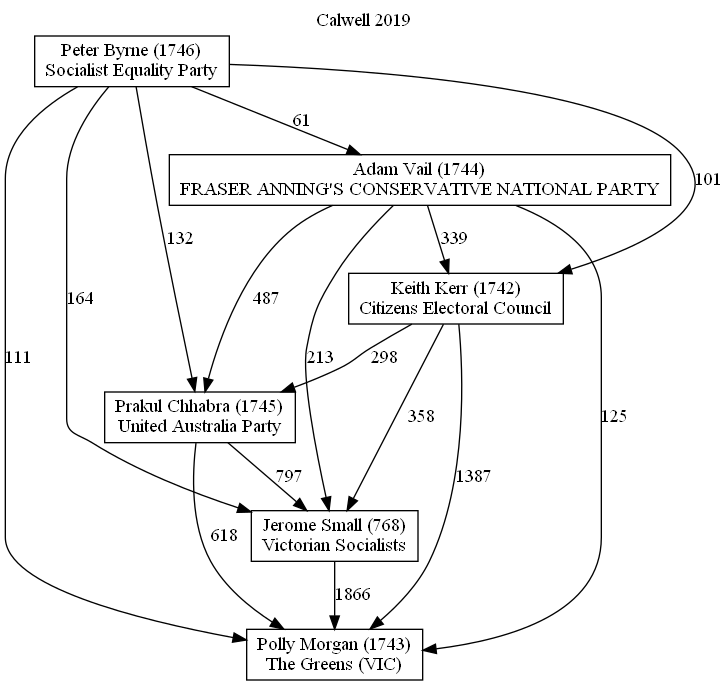 Calwell 2019
Peter Byrne (1746)
Socialist Equality Party
61
Adam Vail (1744)
FRASER ANNING'S CONSERVATIVE NATIONAL PARTY
101
132
339
Keith Kerr (1742)
Citizens Electoral Council
164
487
111
213
298
125
Prakul Chhabra (1745)
United Australia Party
358
797
1387
Jerome Small (768)
Victorian Socialists
618
1866
Polly Morgan (1743)
The Greens (VIC)